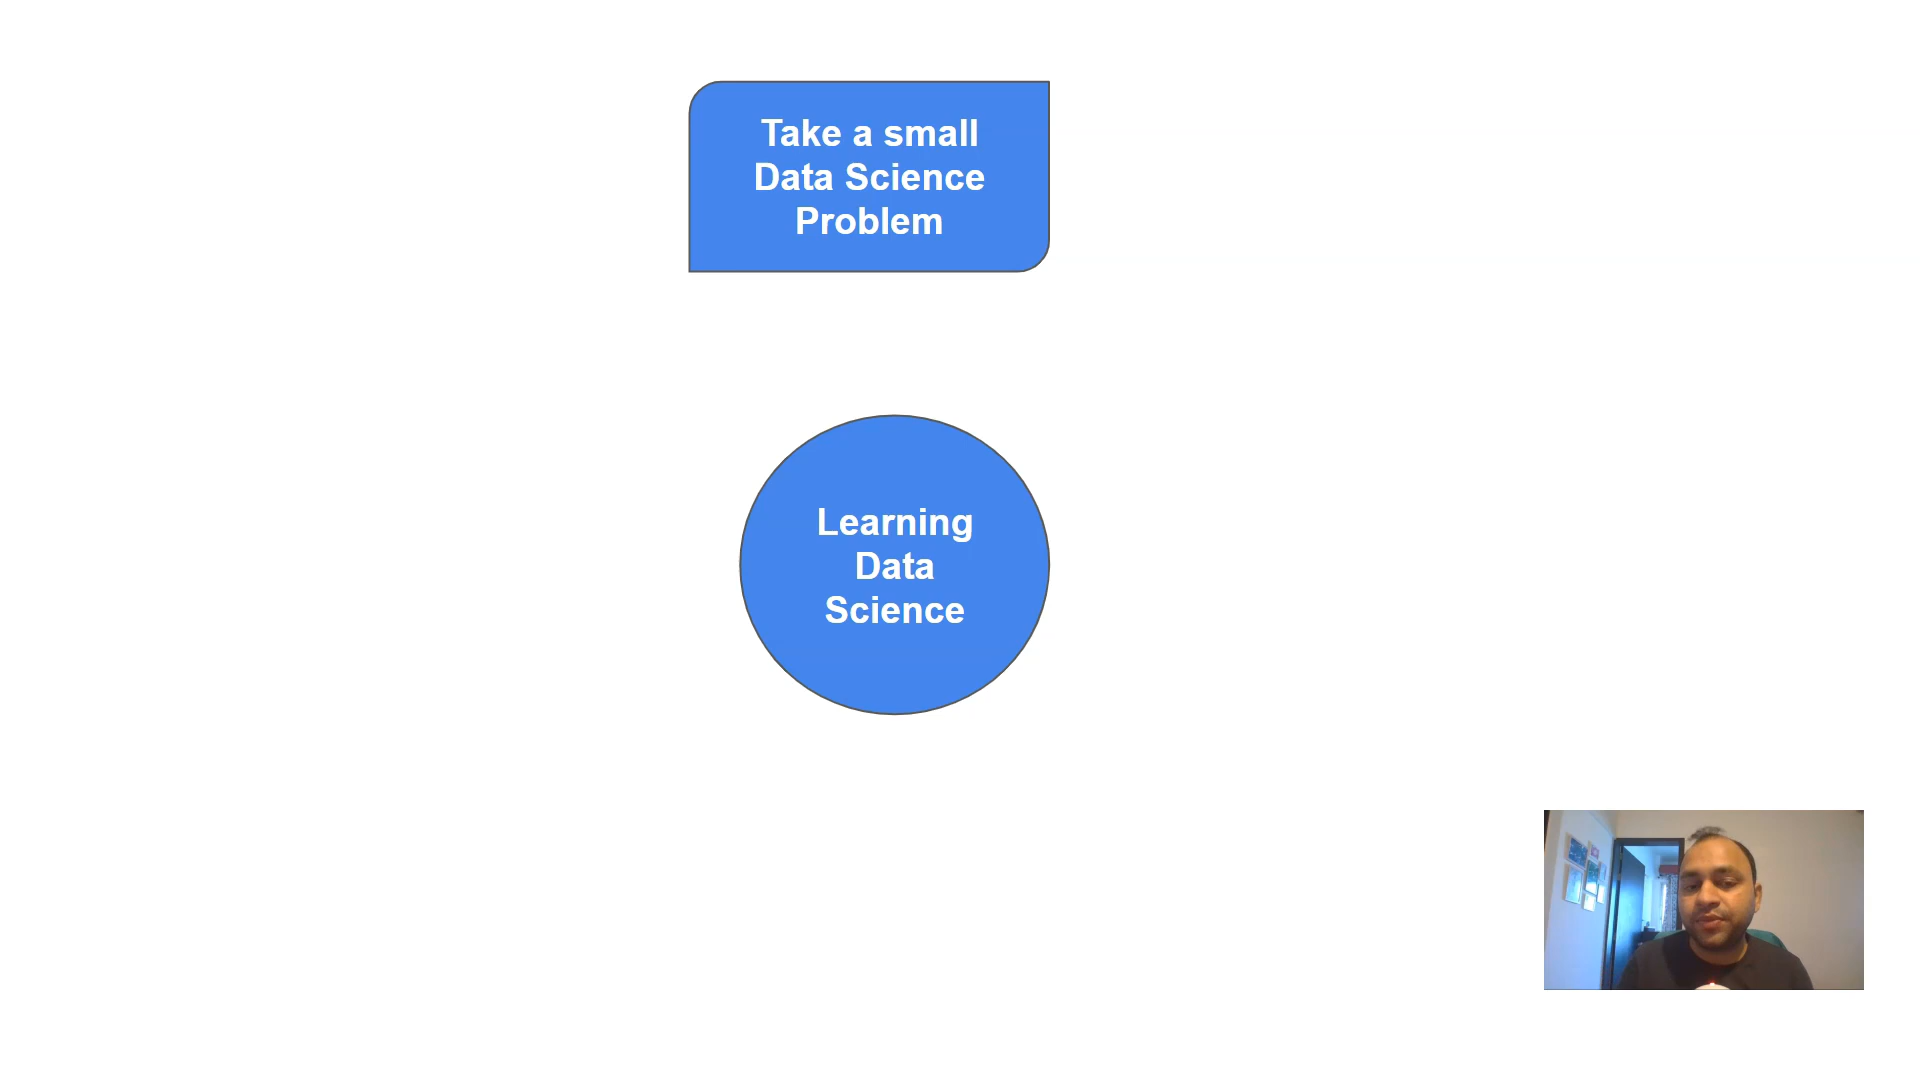 Take a small
Data Science
Problem
Learning
Data
Science